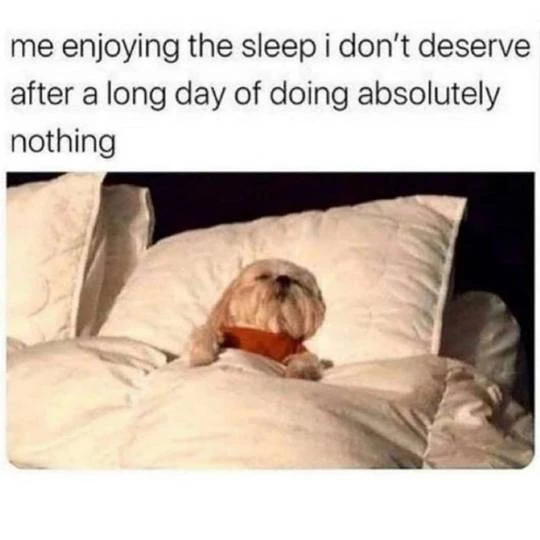 me enjoying the sleep i don't deserve
after a long day of doing absolutely
nothing